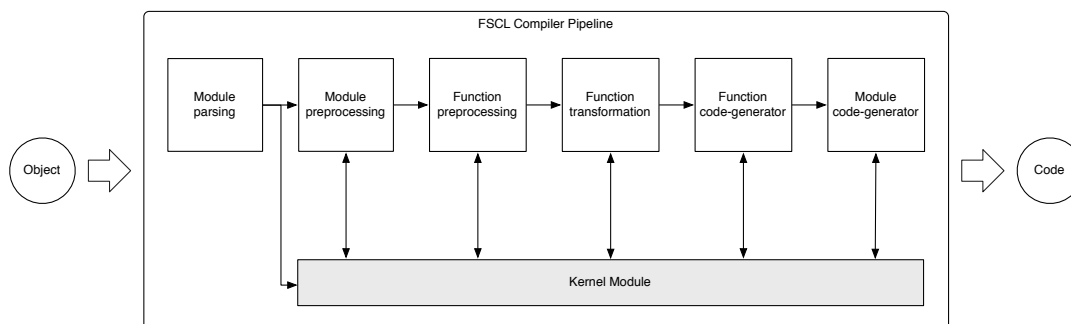 FSCL Compiler Pipeline
Module
parsing
Module
preprocessing
Function
preprocessing
Function
transformation
Function
code-generator
Module
code-generator
Object
Code
Kernel Module